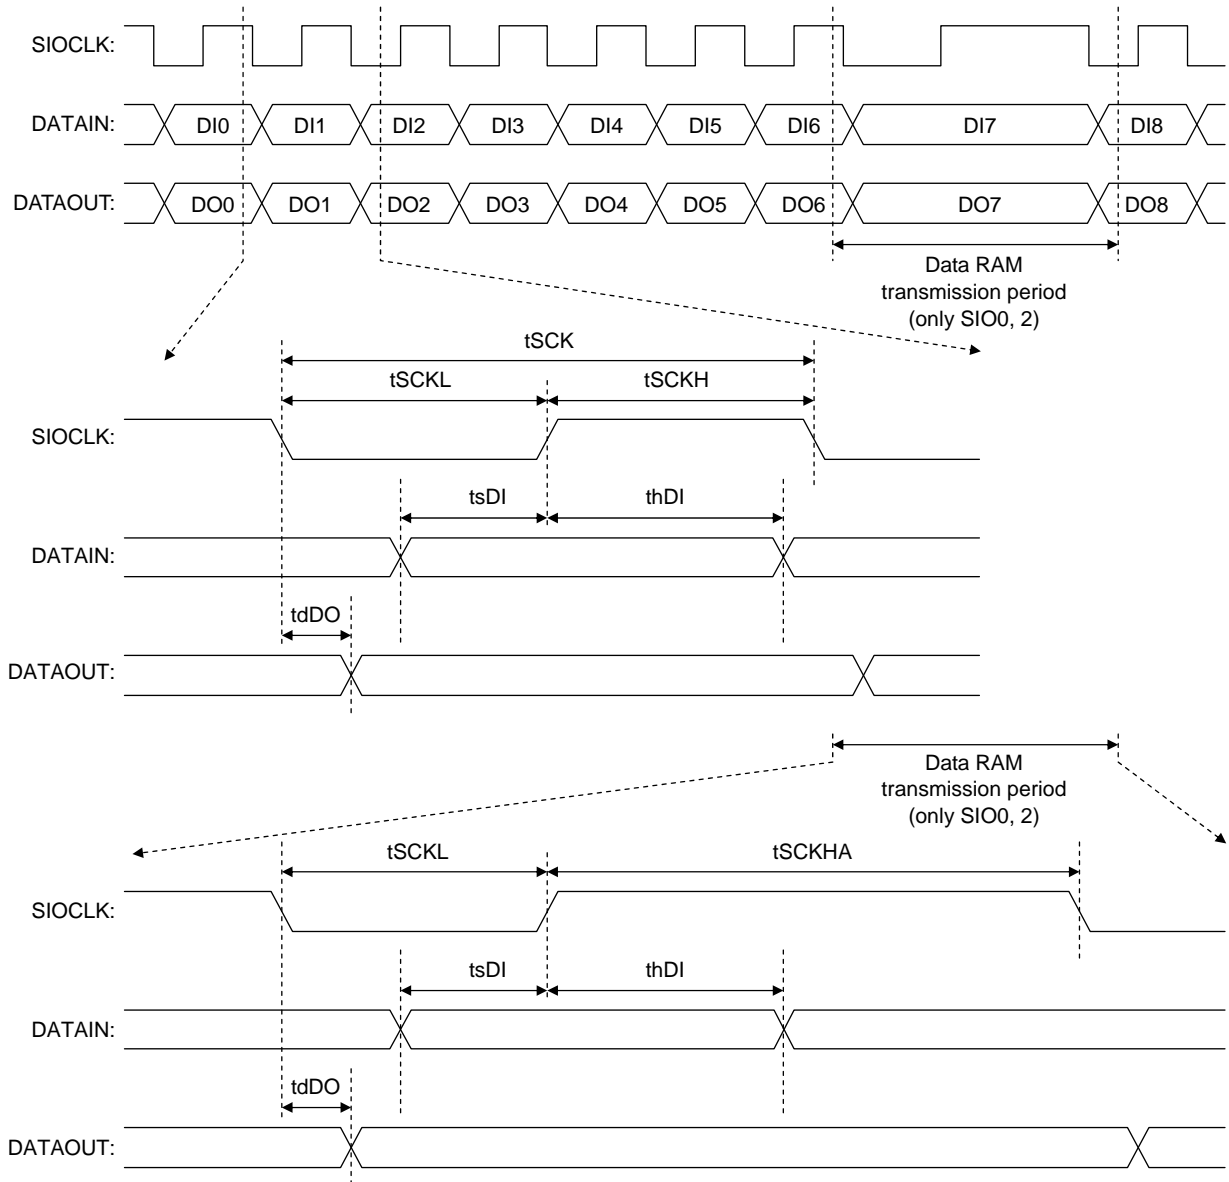 SIOCLK:
DATAIN: DI0 DI1 DI2 DI3 DI4 DI5 DI6 DI7 DI8
DATAOUT: DO0 DO1 DO2 DO3 DO4 DO5 DO6 DO7 DO8
Data RAM
transmission period
(only SIO0, 2)
tSCK
tSCKL tSCKH
SIOCLK:
tsDI thDI
DATAIN:
tdDO
DATAOUT:
Data RAM
transmission period
(only SIO0, 2)
tSCKL tSCKHA
SIOCLK:
tsDI thDI
DATAIN:
tdDO
DATAOUT: